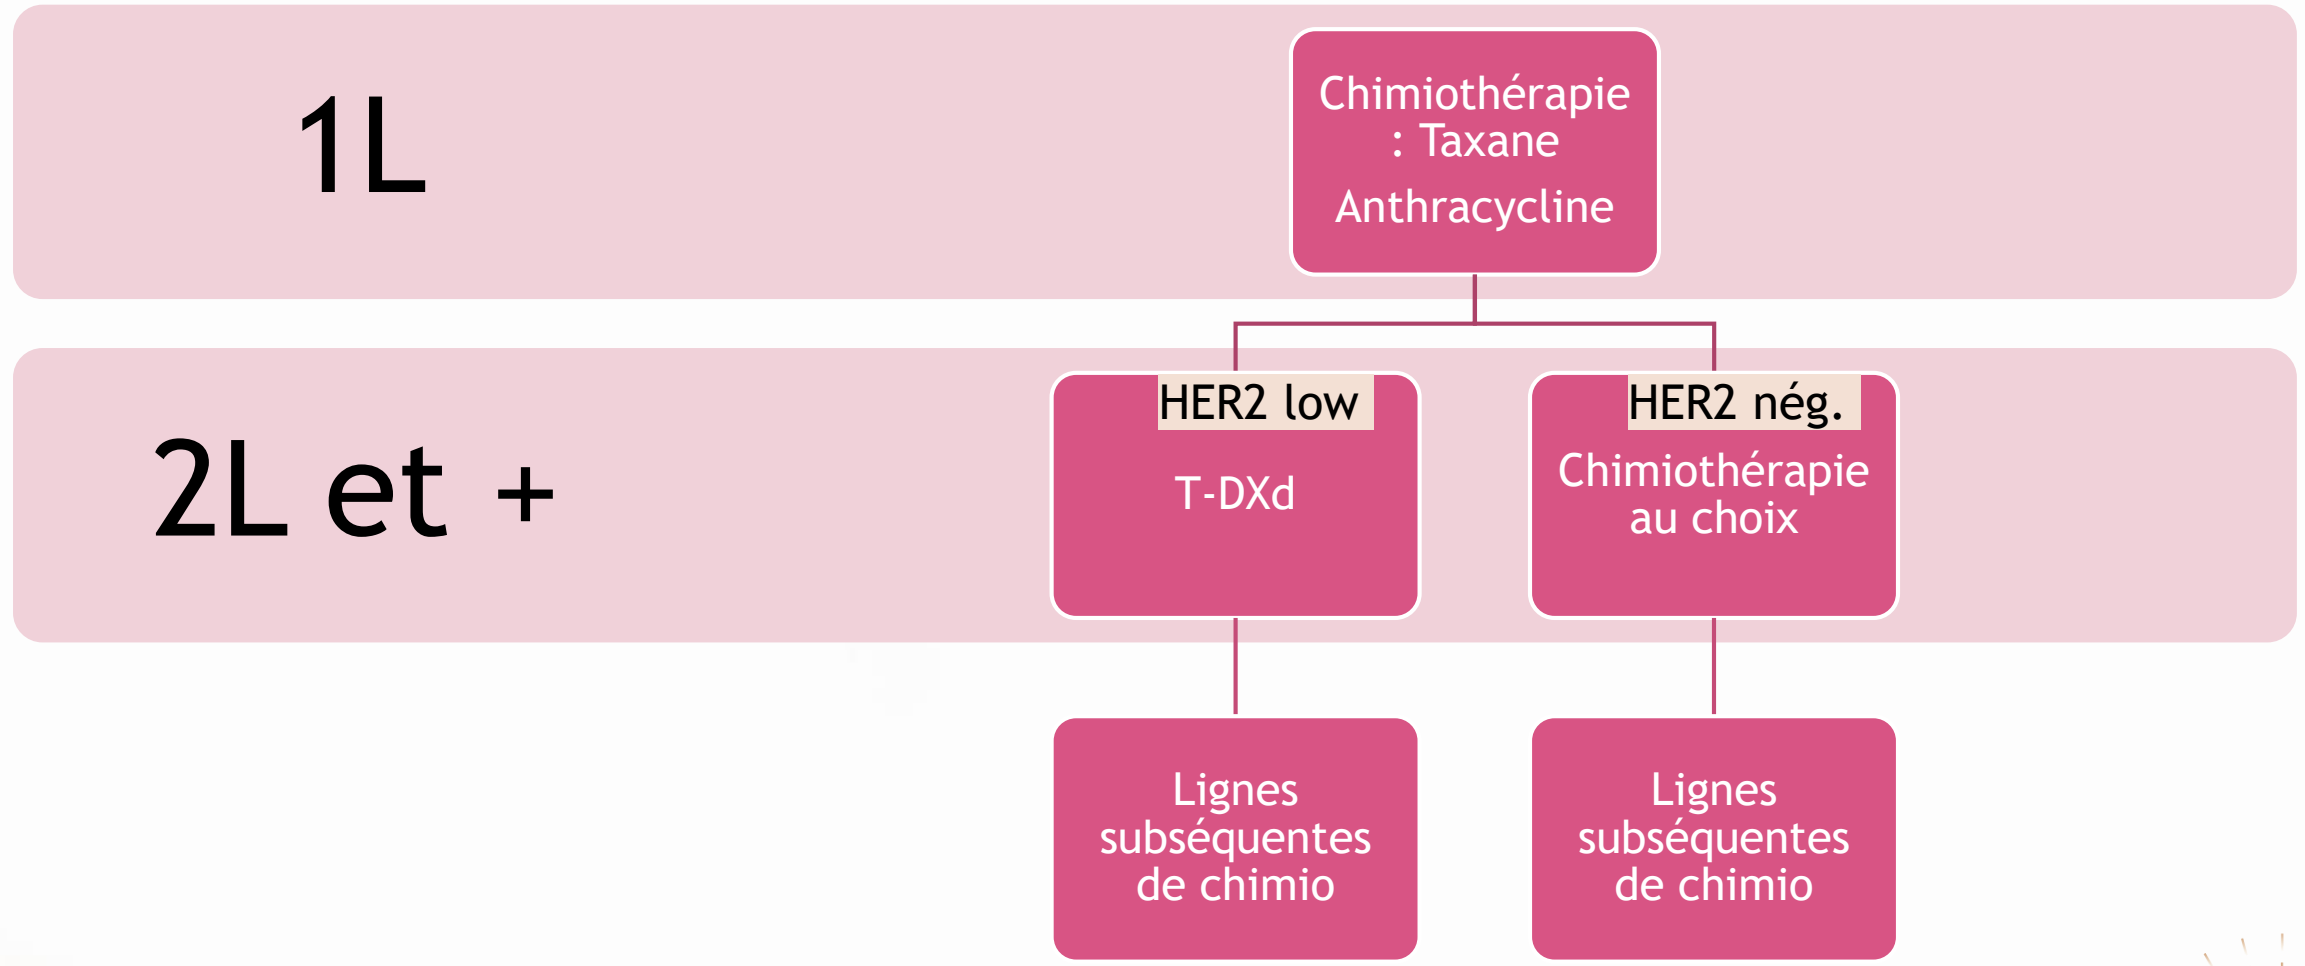 1L
Chimiothérapie
: Taxane
Anthracycline
2L et +
HER2 low
T-DXd
HER2 nég.
Chimiothérapie
au choix
Lignes
subséquentes
de chimio
Lignes
subséquentes
de chimio